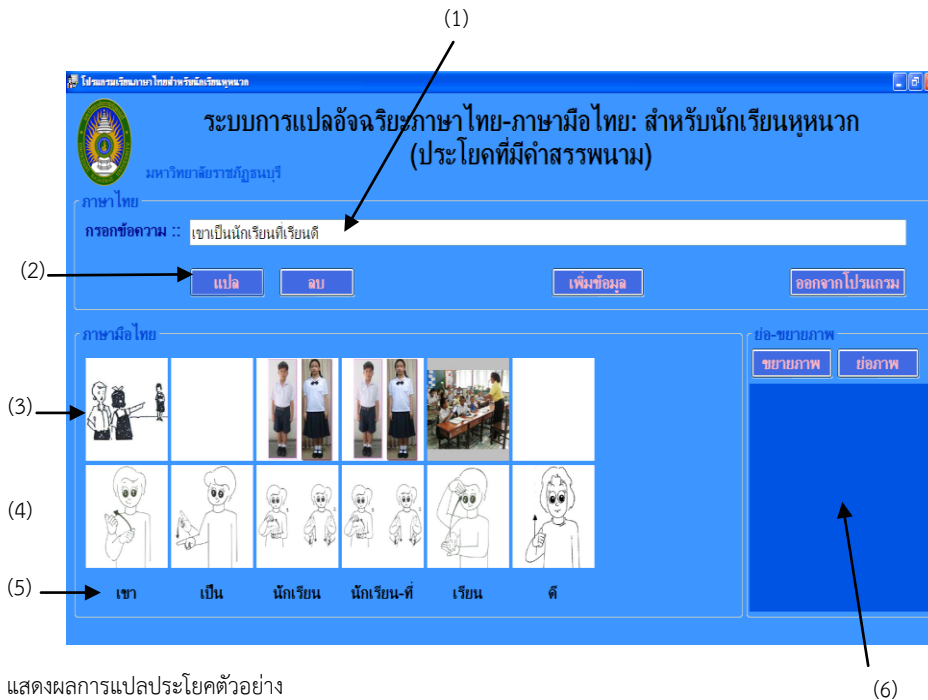 (1)
โปรแกรมเรียนภาษาไทยสำหรับนักเรียนหูหนวก
ระบบการแปลอัจฉริยะภาษาไทย-ภาษามือไทย: สำหรับนักเรียนหูหนวก
(ประโยคที่มีคำสรรพนาม)
มหาวิทยาลัยราชภัฏธนบุรี
ภาษาไทย
กรอกข้อความ :: เขาเป็นนักเรียนที่เรียนดี
(2)
แปล ลบ เพิ่มข้อมูล ออกจากโปรแกรม
ภาษามือไทย
ย่อ-ขยายภาพ
ขยายภาพ ย่อภาพ
(3)
(4)
(5)
เขา เป็น นักเรียน นักเรียน-ที่ เรียน ดี
แสดงผลการแปลประโยคตัวอย่าง
(6)